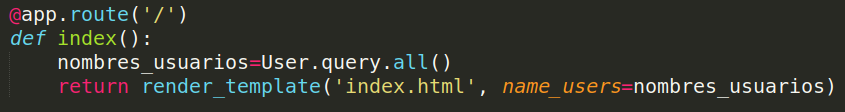 @app.route('/')
def index():
    nombres_usuarios=User.query.all()
    return render_template('index.html', name_users=nombres_usuarios)